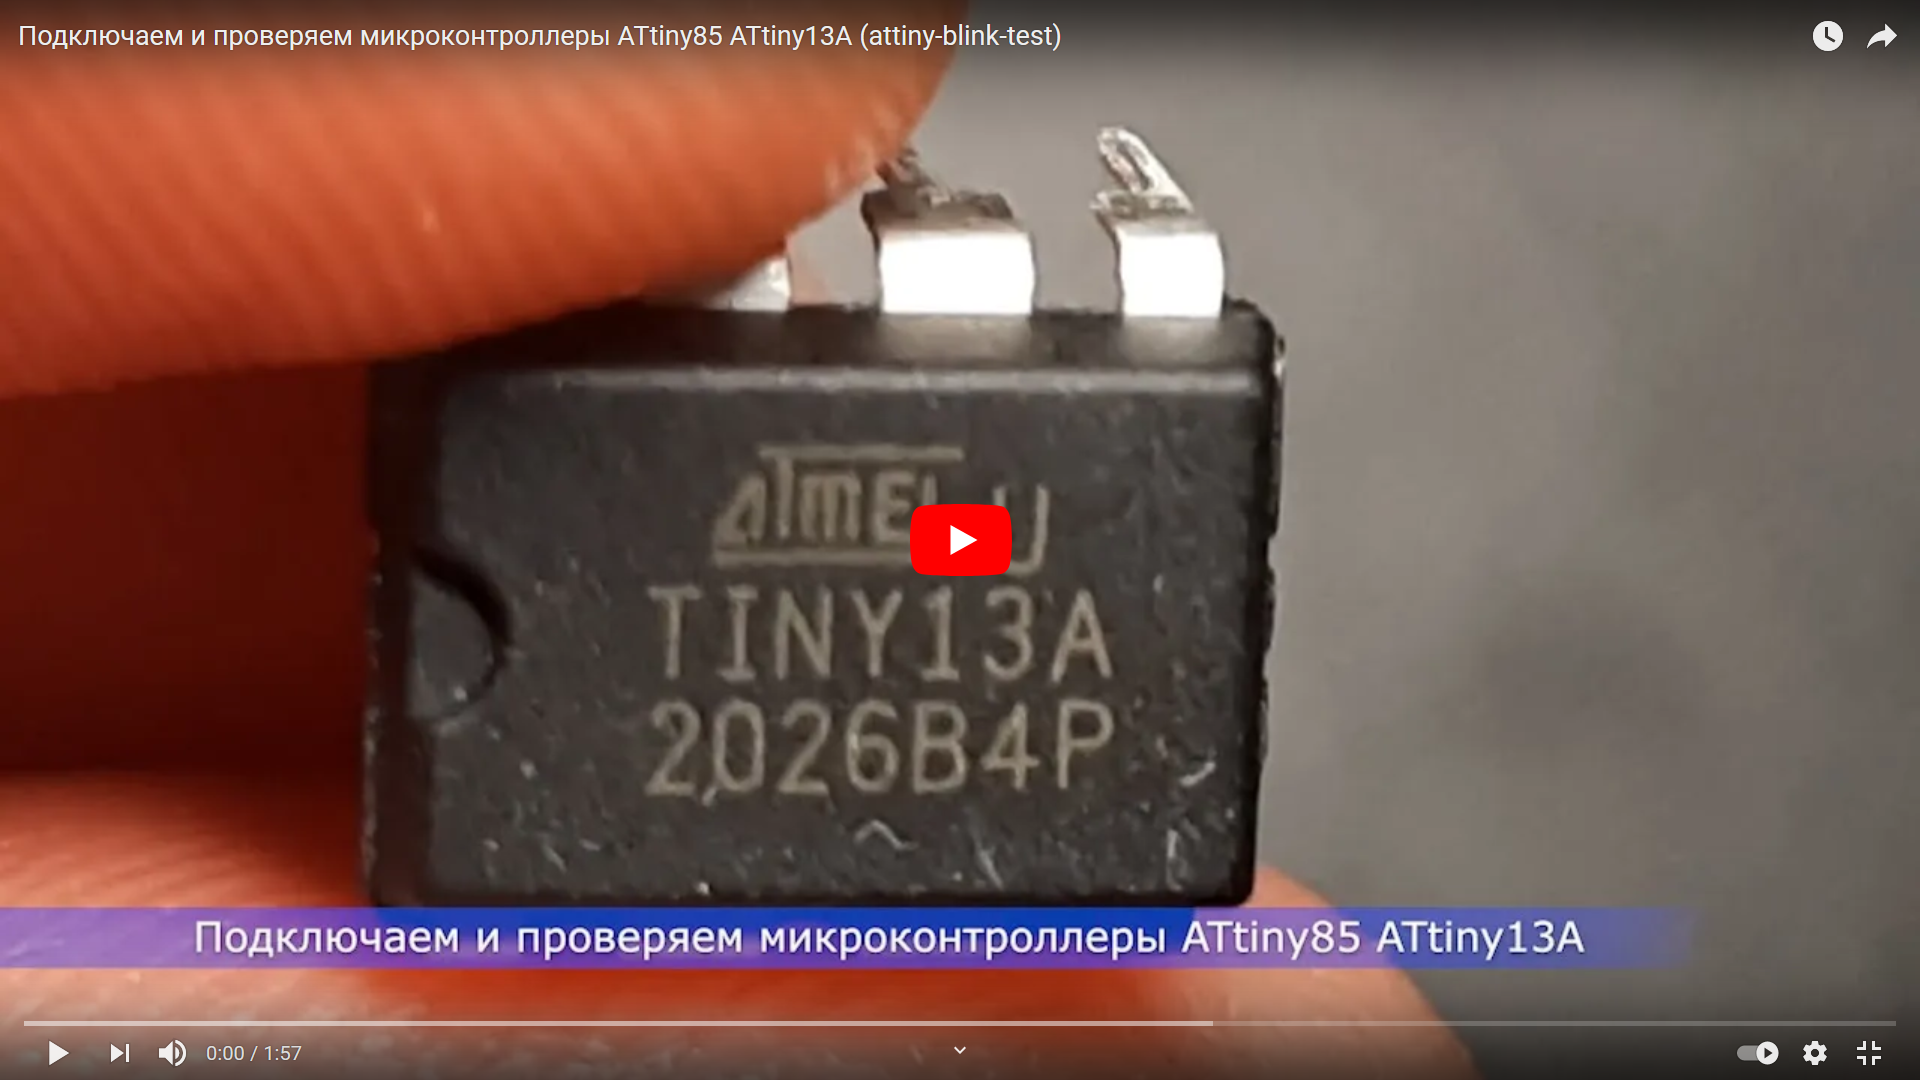 Подключаем и проверяем микроконтроллеры ATtiny85 ATtiny13A (attiny-blink-test)
ATMEL U
TINY13A
2026B4P
Подключаем и проверяем микроконтроллеры ATtiny85 ATtiny13A
0:00 / 1:57